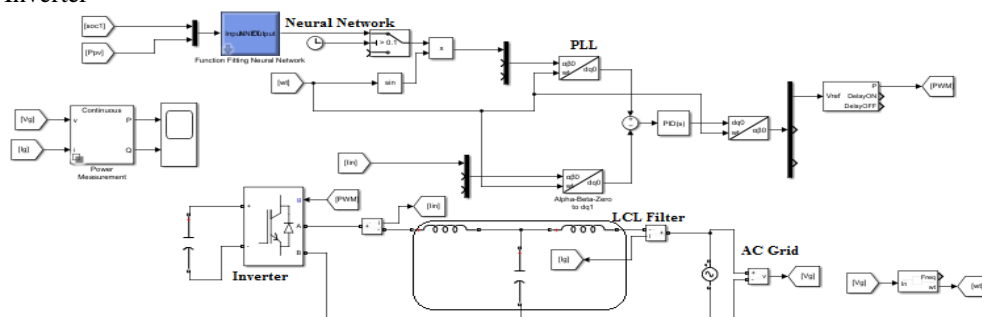 Inverter
[soc1]
[Ppv]
Neural Network
> 0.1
Function Fitting Neural Network
x
[wt]
sin
PLL
αβ0
wt
dq0
[Vg]
[Ig]
Continuous
v
P
i
Q
Power
Measurement
PID(s)
dq0
wt
αβ0
Vref
P
DelayON
DelayOFF
[PWM]
[Iin]
αβ0
wt
dq0
Alpha-Beta-Zero
to dq1
[PWM]
[Iin]
g
A
B
+
-
Inverter
LCL Filter
[Ig]
AC Grid
v
[Vg]
[Vg]
In
Freq
wt
[wt]